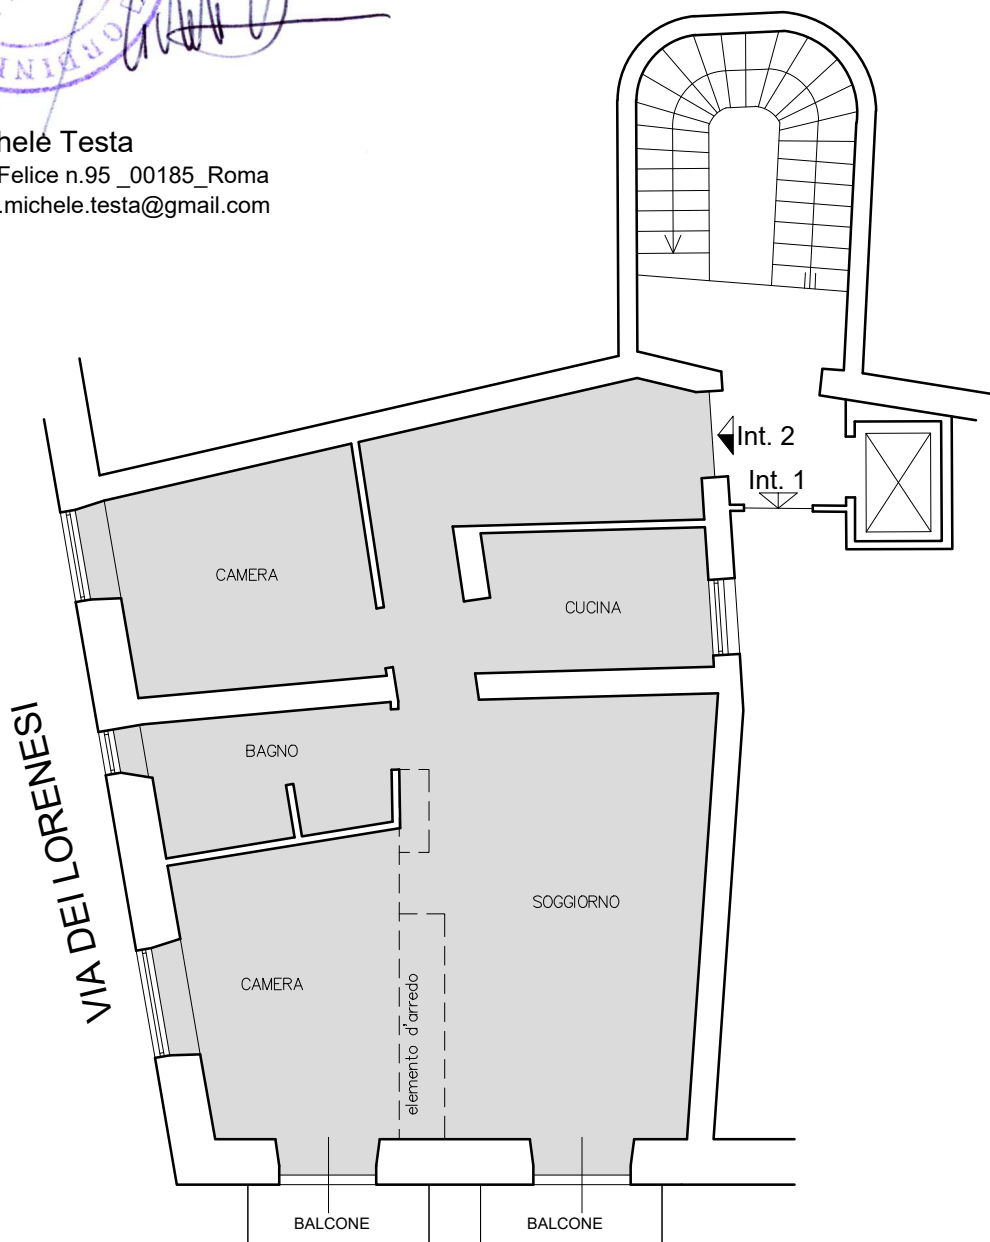 hele Testa
Felice n.95 _00185_Roma
.michele.testa@gmail.com
Int. 2
Int. 1
CAMERA
CUCINA
VIA DEI LORENESI
BAGNO
SOGGIORNO
CAMERA
elemento d'arredo
BALCONE
BALCONE